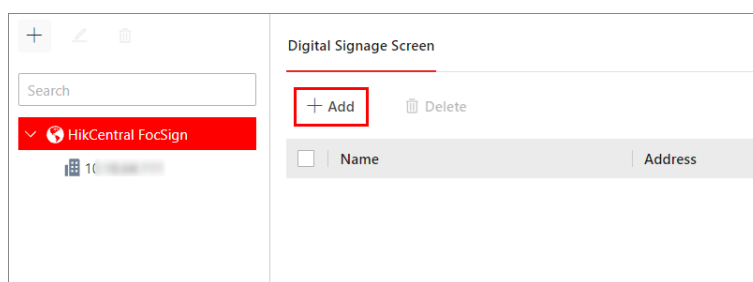 Digital Signage Screen
Search
+ Add
Delete
HikCentral FocSign
Name
Address